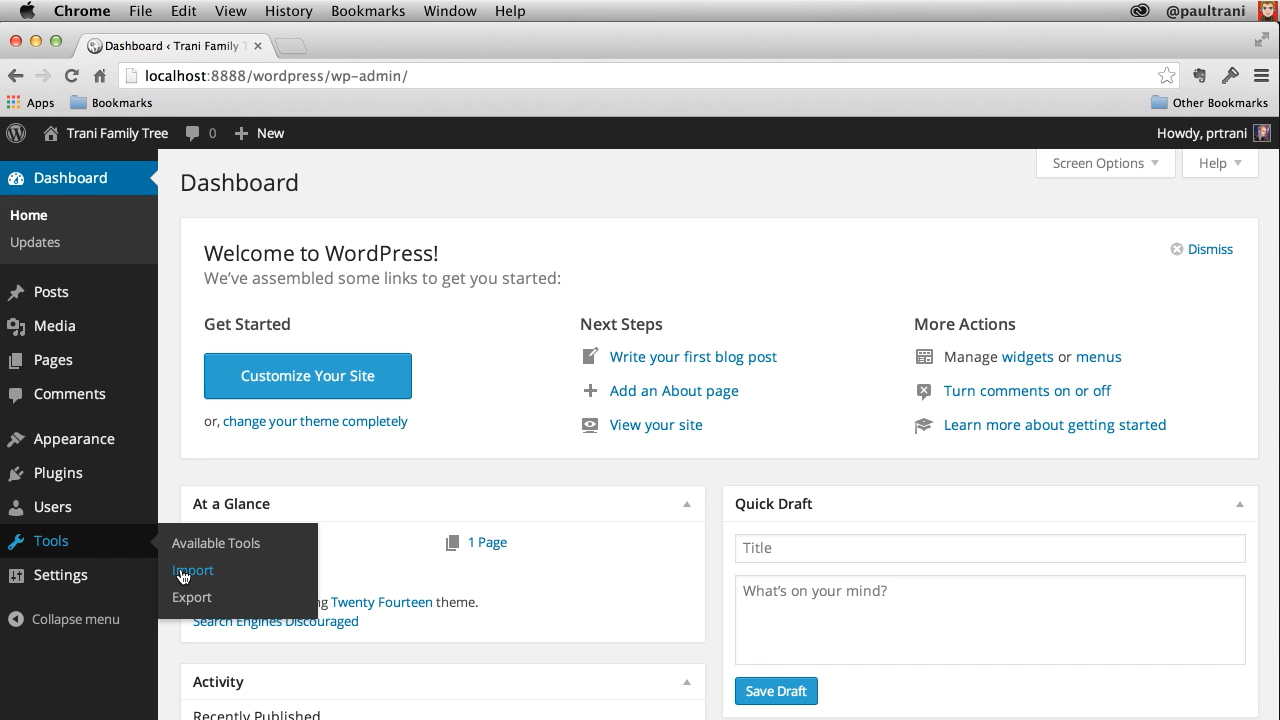 Chrome File Edit View History Bookmarks Window Help @paultrani
Dashboard ‹ Trani Family T
localhost:8888/wordpress/wp-admin/
Apps Bookmarks Other Bookmarks
Trani Family Tree 0 New Howdy, prtrani
Screen Options Help
Dashboard
Home
Updates
Posts
Media
Pages
Comments
Appearance
Plugins
Users
Tools
Settings
Collapse menu
Available Tools
Import
Export
Dashboard
Welcome to WordPress!
Dismiss
We've assembled some links to get you started:
Get Started
Customize Your Site
or, change your theme completely
Next Steps
Write your first blog post
Add an About page
View your site
More Actions
Manage widgets or menus
Turn comments on or off
Learn more about getting started
At a Glance
1 Page
ng Twenty Fourteen theme.
Search Engines Discouraged
Activity
Recently Published
Quick Draft
Title
What's on your mind?
Save Draft